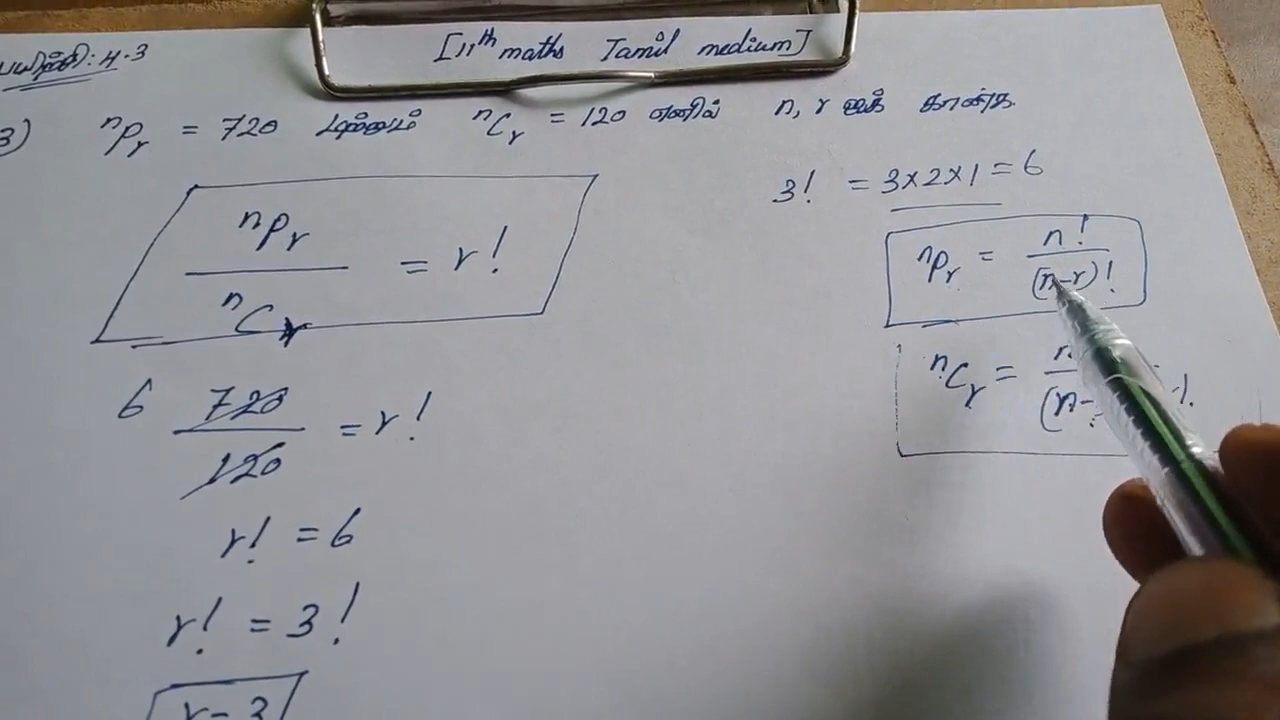 [11th maths Tamil medium]
பயிற்சி: 4.3
3) nPr = 720 மற்றும் nCr = 120 எனில் n, r ஐக் காண்க.
nPr / nCr = r!
6 720 / 120 = r!
r! = 6
r! = 3!
r = 3
3! = 3×2×1 = 6
nPr = n! / (n-r)!
nCr =